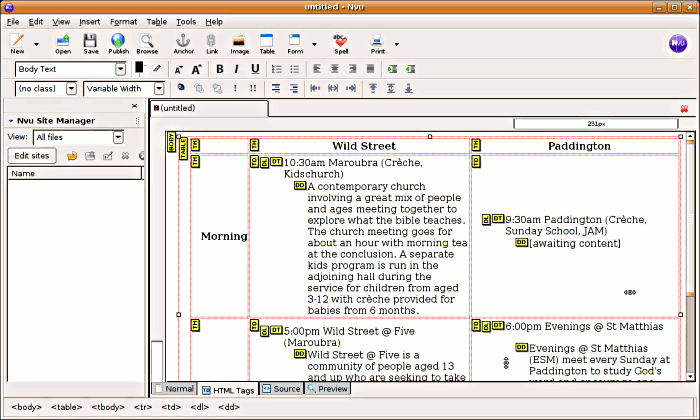 untitled - Nvu
File Edit View Insert Format Table Tools Help
New Open Save Publish Browse Anchor Link Image Table Form Spell Print NVU
Body Text B I U
(no class) Variable Width
Nvu Site Manager
View: All files
Edit sites
Name
(untitled)
251px
BODY TABLE TH TH Wild Street TH Paddington
TH Morning
TD DL DT 10:30am Maroubra (Crèche,
Kidschurch)
DD A contemporary church
involving a great mix of people
and ages meeting together to
explore what the bible teaches.
The church meeting goes for
about an hour with morning tea
at the conclusion. A separate
kids program is run in the
adjoining hall during the
service for children from aged
3-12 with crèche provided for
babies from 6 months.
TD
DL DT 9:30am Paddington (Crèche,
Sunday School, JAM)
DD [awaiting content]
TH
TD DL DT 5:00pm Wild Street @ Five
(Maroubra)
DD Wild Street @ Five is a
community of people aged 13
and up who are seeking to take
TD DL DT 6:00pm Evenings @ St Matthias
DD Evenings @ St Matthias
(ESM) meet every Sunday at
Paddington to study God's
Normal HTML Tags Source Preview
<body> <table> <tbody> <tr> <td> <dl> <dd>